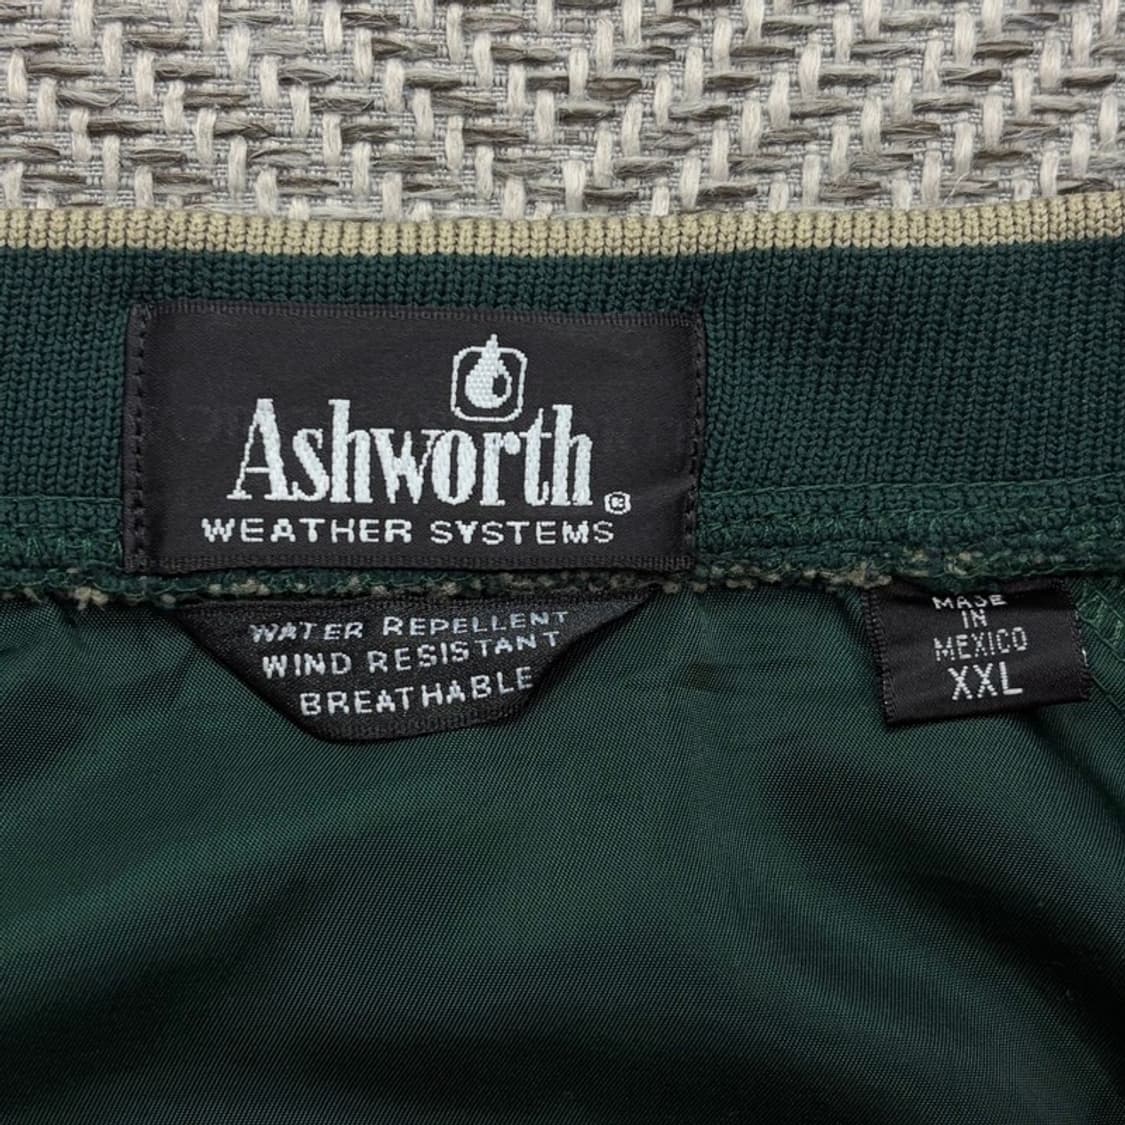 Ashworth®
WEATHER SYSTEMS
WATER REPELLENT
WIND RESISTANT
BREATHABLE
MADE
IN
MEXICO
XXL